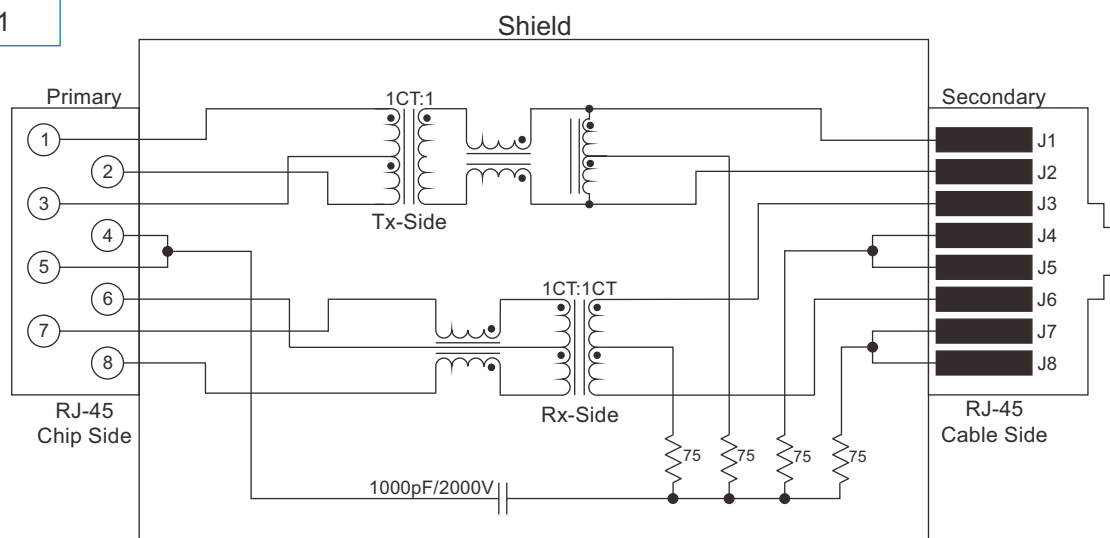 1
Shield
Primary
1CT:1
Secondary
1
J1
2
J2
3
J3
Tx-Side
4
J4
5
J5
6
1CT:1CT
J6
7
J7
8
J8
RJ-45
Chip Side
Rx-Side
RJ-45
Cable Side
75
75
75
75
1000pF/2000V